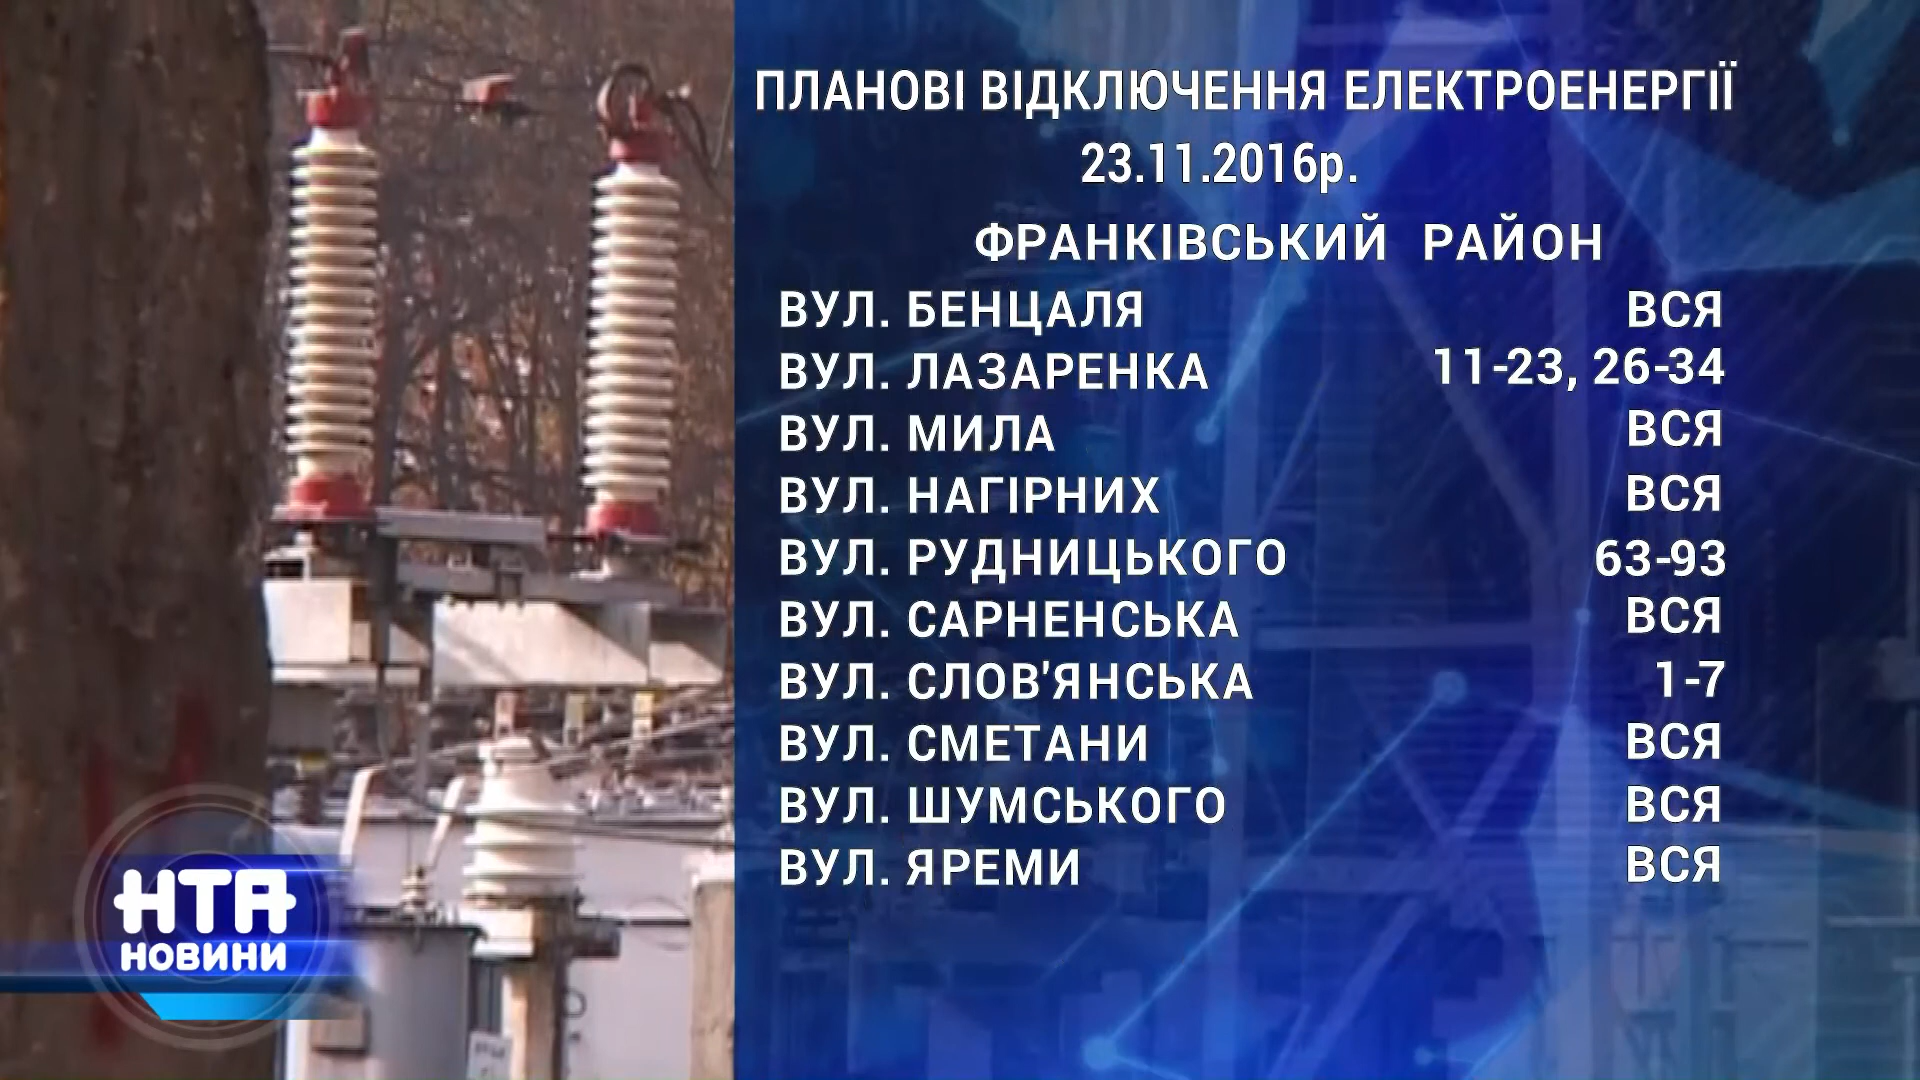 ПЛАНОВІ ВІДКЛЮЧЕННЯ ЕЛЕКТРОЕНЕРГІЇ
23.11.2016р.
ФРАНКІВСЬКИЙ РАЙОН
ВУЛ. БЕНЦАЛЯ ВСЯ
ВУЛ. ЛАЗАРЕНКА 11-23, 26-34
ВУЛ. МИЛА ВСЯ
ВУЛ. НАГІРНИХ ВСЯ
ВУЛ. РУДНИЦЬКОГО 63-93
ВУЛ. САРНЕНСЬКА ВСЯ
ВУЛ. СЛОВ'ЯНСЬКА 1-7
ВУЛ. СМЕТАНИ ВСЯ
ВУЛ. ШУМСЬКОГО ВСЯ
ВУЛ. ЯРЕМИ ВСЯ
НТА
НОВИНИ